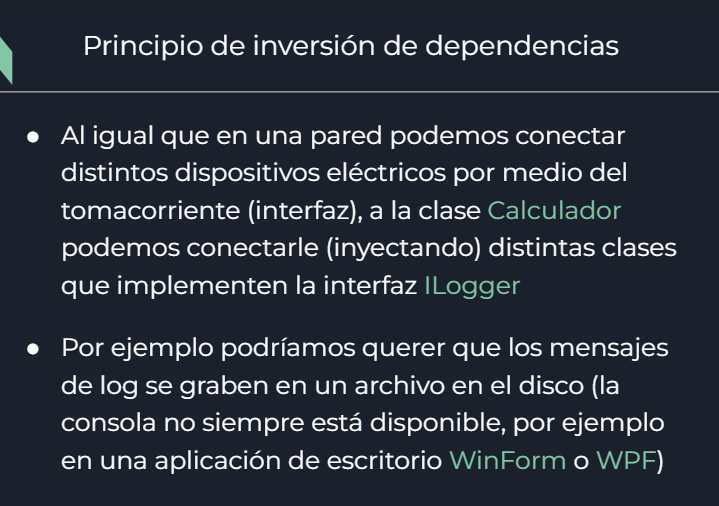 Principio de inversión de dependencias
● Al igual que en una pared podemos conectar
distintos dispositivos eléctricos por medio del
tomacorriente (interfaz), a la clase Calculador
podemos conectarle (inyectando) distintas clases
que implementen la interfaz ILogger
● Por ejemplo podríamos querer que los mensajes
de log se graben en un archivo en el disco (la
consola no siempre está disponible, por ejemplo
en una aplicación de escritorio WinForm o WPF)